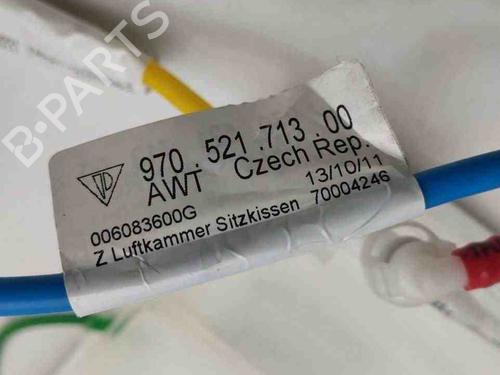 B-PARTS
970 . 521 . 713 . 00
AWT Czech Rep.
13/10/11
006083600G
70004246
Z Luftkammer Sitzkissen